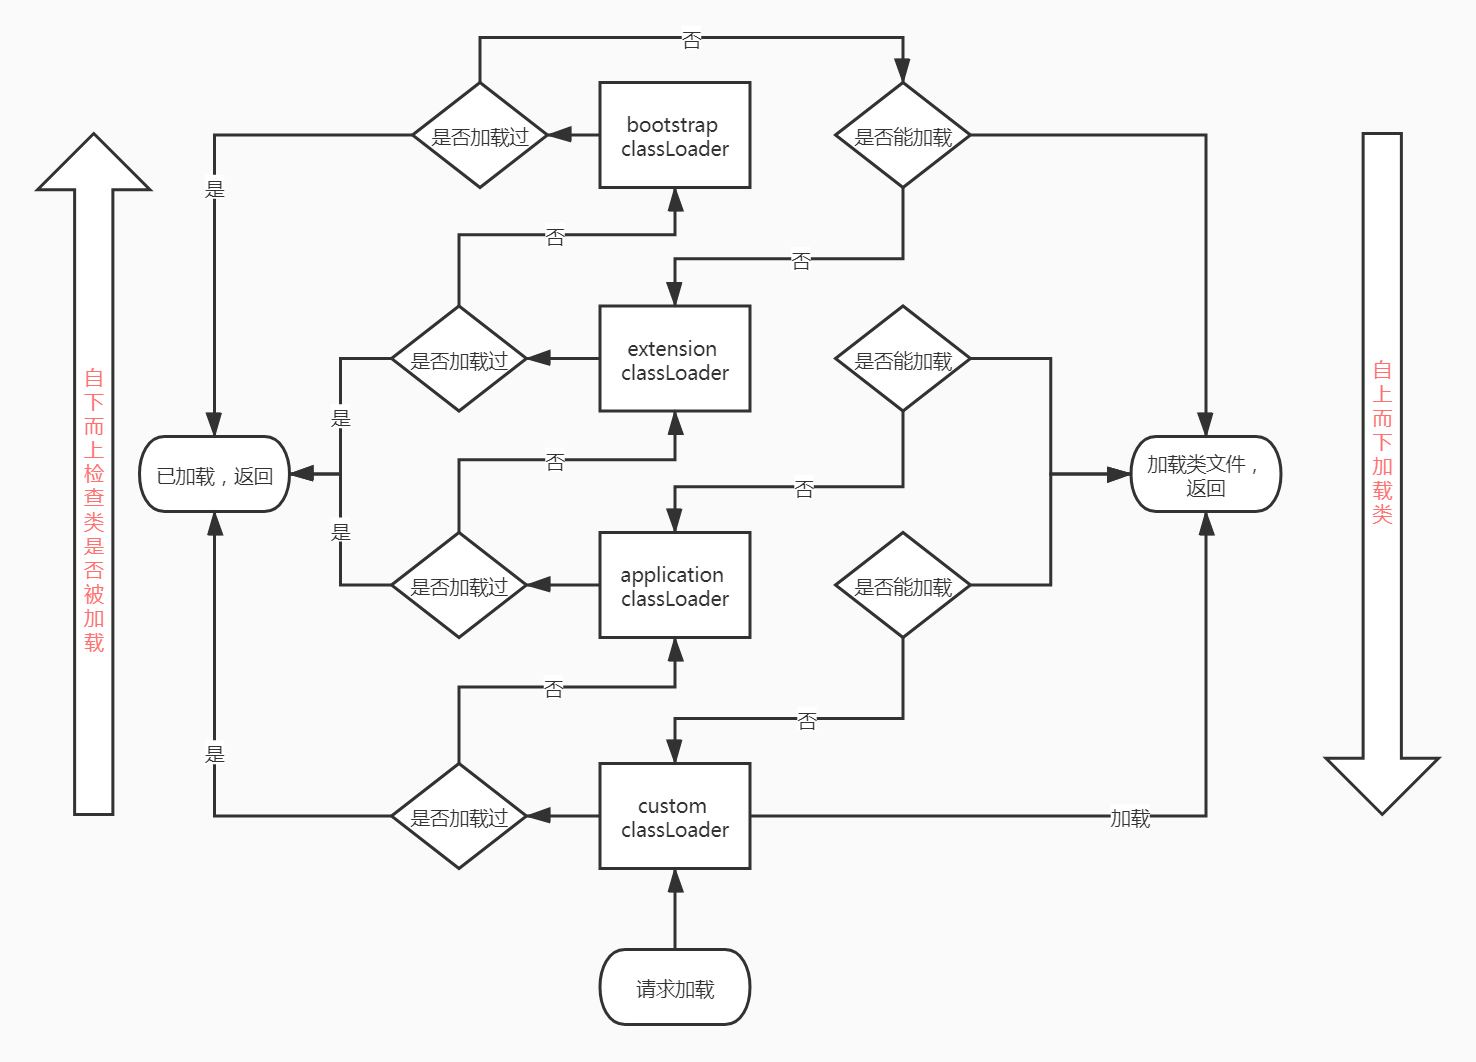 否
是否加载过
bootstrap
classLoader
是否能加载
是
否
否
是否加载过
extension
classLoader
是否能加载
是
自下而上检查类是否被加载
自上而下加载类
已加载，返回
否
否
加载类文件，
返回
是
是否加载过
application
classLoader
是否能加载
否
否
是
是否加载过
custom
classLoader
加载
请求加载